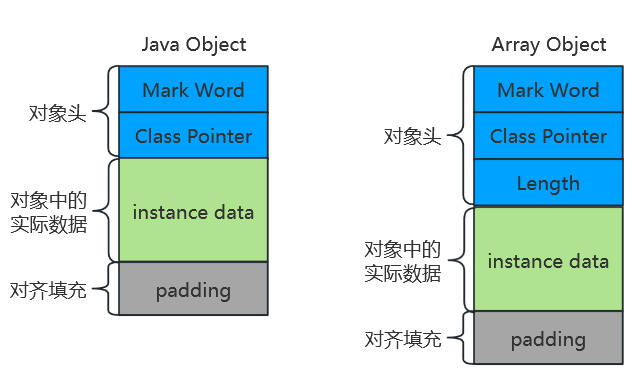 Java Object
对象头
Mark Word
Class Pointer
对象中的
实际数据
instance data
对齐填充
padding
Array Object
对象头
Mark Word
Class Pointer
Length
对象中的
实际数据
instance data
对齐填充
padding